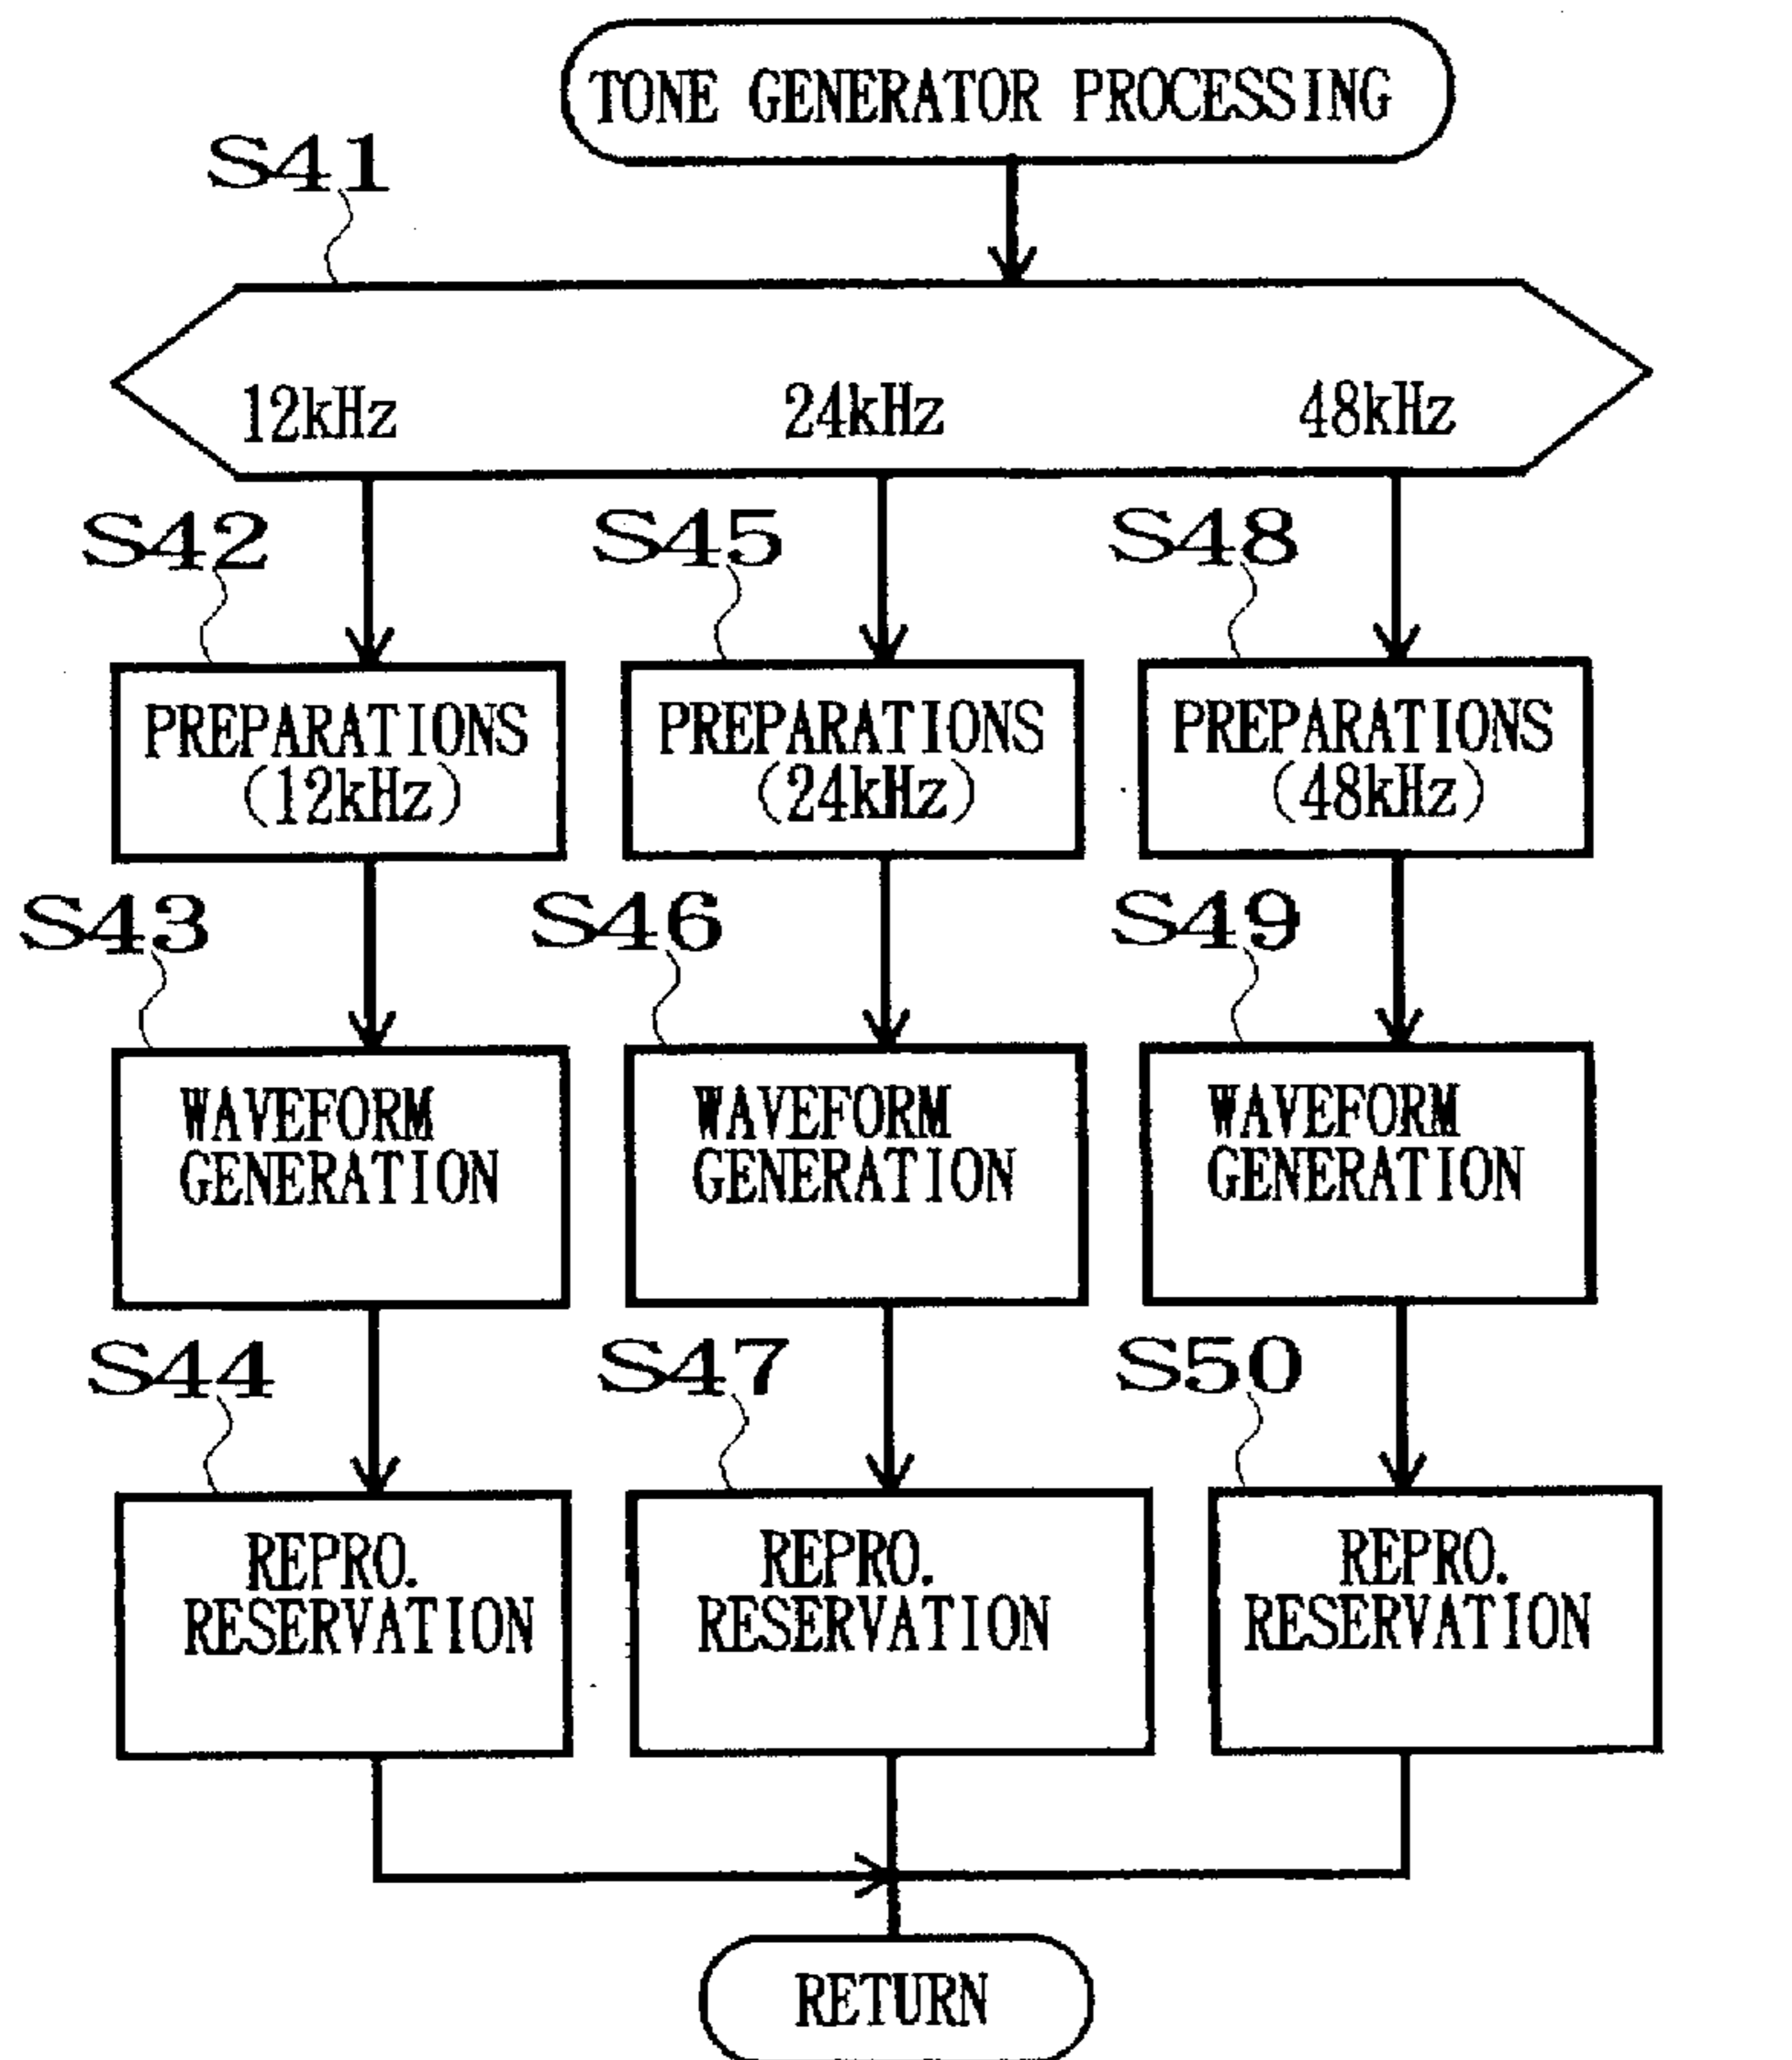 TONE GENERATOR PROCESSING
S41
12kHz 24kHz 48kHz
S42 S45 S48
PREPARATIONS
(12kHz)
PREPARATIONS
(24kHz)
PREPARATIONS
(48kHz)
S43 S46 S49
WAVEFORM
GENERATION
WAVEFORM
GENERATION
WAVEFORM
GENERATION
S44 S47 S50
REPRO.
RESERVATION
REPRO.
RESERVATION
REPRO.
RESERVATION
RETURN